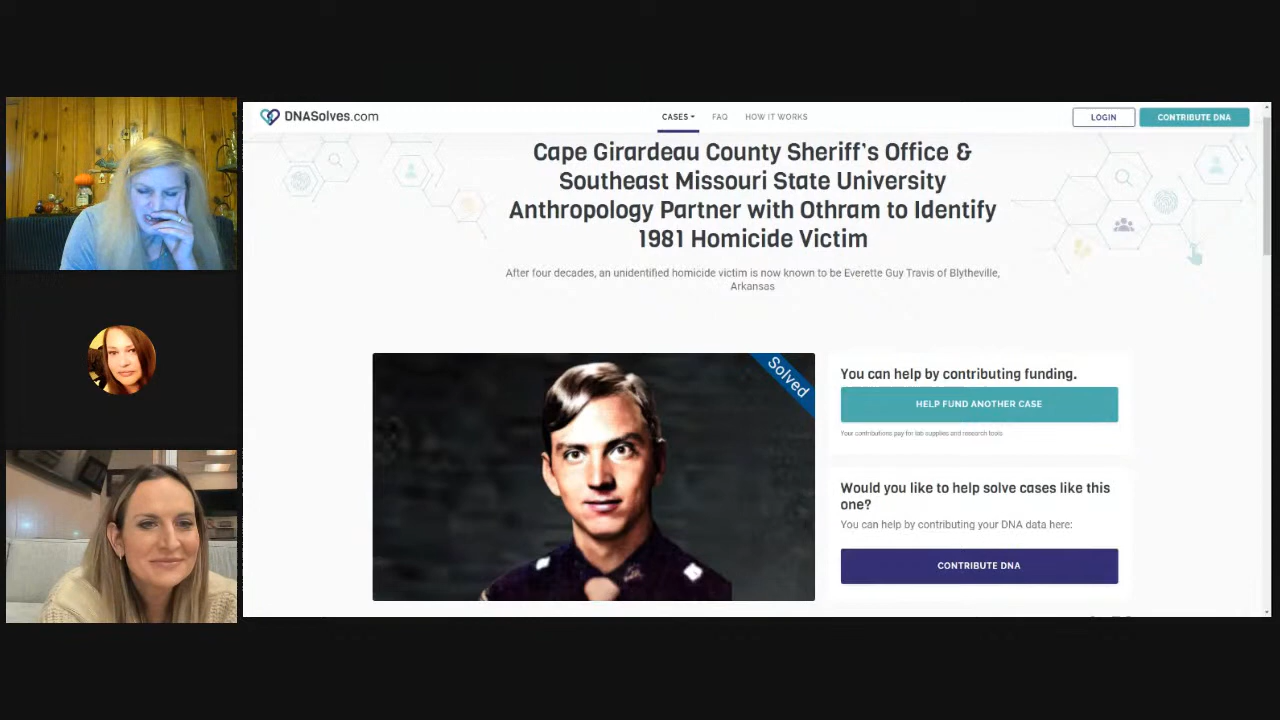 DNASolves.com
CASES
FAQ
HOW IT WORKS
LOGIN
CONTRIBUTE DNA
Cape Girardeau County Sheriff's Office &
Southeast Missouri State University
Anthropology Partner with Othram to Identify
1981 Homicide Victim
After four decades, an unidentified homicide victim is now known to be Everette Guy Travis of Blytheville,
Arkansas
Solved
You can help by contributing funding.
HELP FUND ANOTHER CASE
Your contributions pay for lab supplies and research tools
Would you like to help solve cases like this
one?
You can help by contributing your DNA data here:
CONTRIBUTE DNA